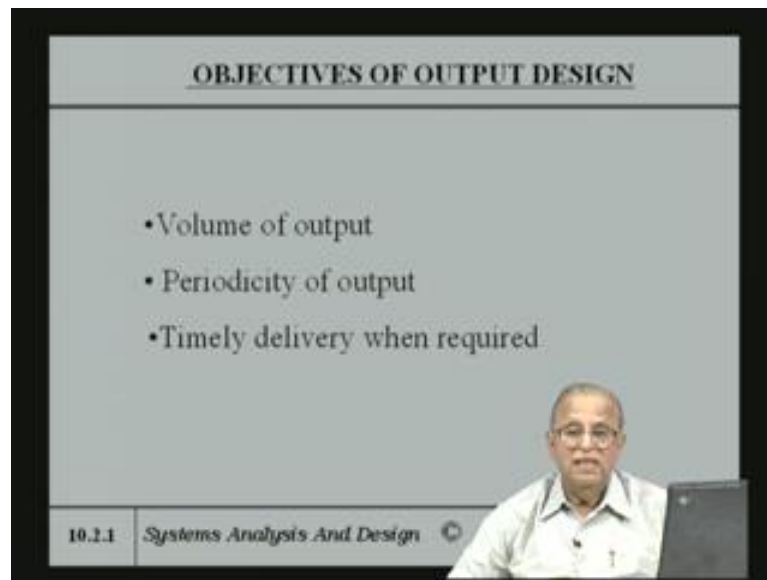 OBJECTIVES OF OUTPUT DESIGN
•Volume of output
• Periodicity of output
•Timely delivery when required
10.2.1 Systems Analysis And Design ©